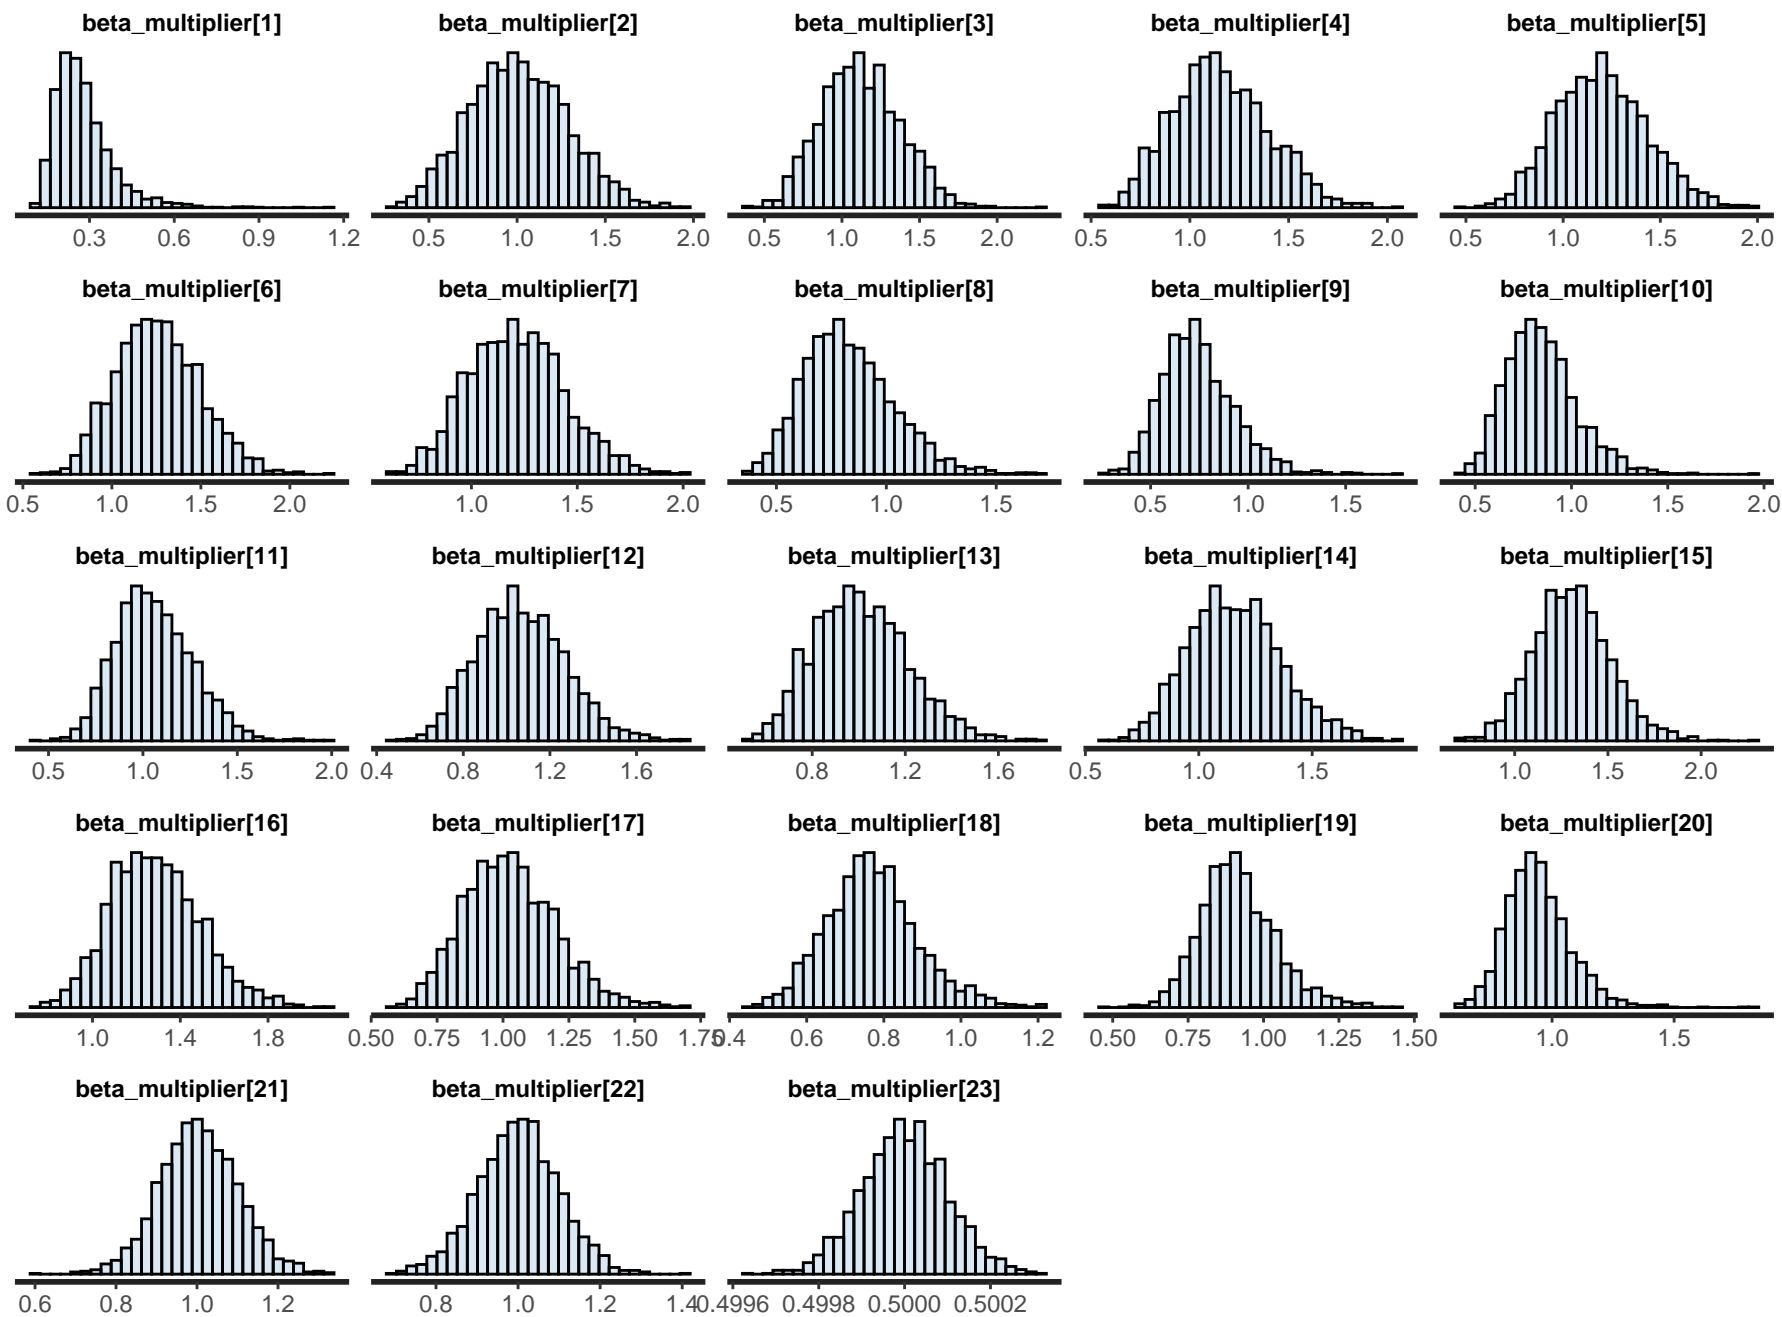 beta_multiplier[1] beta_multiplier[2] beta_multiplier[3] beta_multiplier[4] beta_multiplier[5]
0.3 0.6 0.9 1.2 0.5 1.0 1.5 2.0 0.5 1.0 1.5 2.0 0.5 1.0 1.5 2.0 0.5 1.0 1.5 2.0
beta_multiplier[6] beta_multiplier[7] beta_multiplier[8] beta_multiplier[9] beta_multiplier[10]
0.5 1.0 1.5 2.0 1.0 1.5 2.0 0.5 1.0 1.5 0.5 1.0 1.5 0.5 1.0 1.5 2.0
beta_multiplier[11] beta_multiplier[12] beta_multiplier[13] beta_multiplier[14] beta_multiplier[15]
0.5 1.0 1.5 2.0 0.4 0.8 1.2 1.6 0.8 1.2 1.6 0.5 1.0 1.5 1.0 1.5 2.0
beta_multiplier[16] beta_multiplier[17] beta_multiplier[18] beta_multiplier[19] beta_multiplier[20]
1.0 1.4 1.8 0.50 0.75 1.00 1.25 1.50 1.75 0.4 0.6 0.8 1.0 1.2 0.50 0.75 1.00 1.25 1.50 1.0 1.5
beta_multiplier[21] beta_multiplier[22] beta_multiplier[23]
0.6 0.8 1.0 1.2 0.8 1.0 1.2 1.4 0.4996 0.4998 0.5000 0.5002